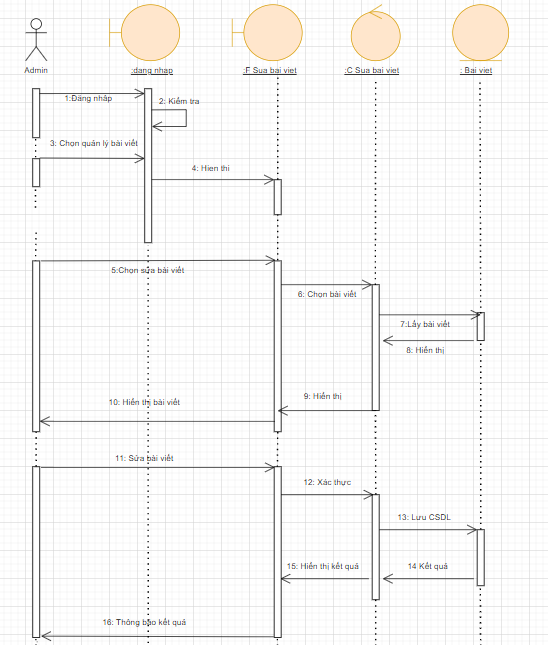 Admin
:dang nhap
:F Sua bai viet
:C Sua bai viet
: Bai viet
1:Đăng nhập
2: Kiểm tra
3: Chọn quản lý bài viết
4: Hien thi
5:Chọn sửa bài viết
6: Chọn bài viết
7:Lấy bài viết
8: Hiển thị
9: Hiển thị
10: Hiển thị bài viết
11: Sửa bài viết
12: Xác thực
13: Lưu CSDL
14 Kết quả
15: Hiển thị kết quả
16: Thông báo kết quả